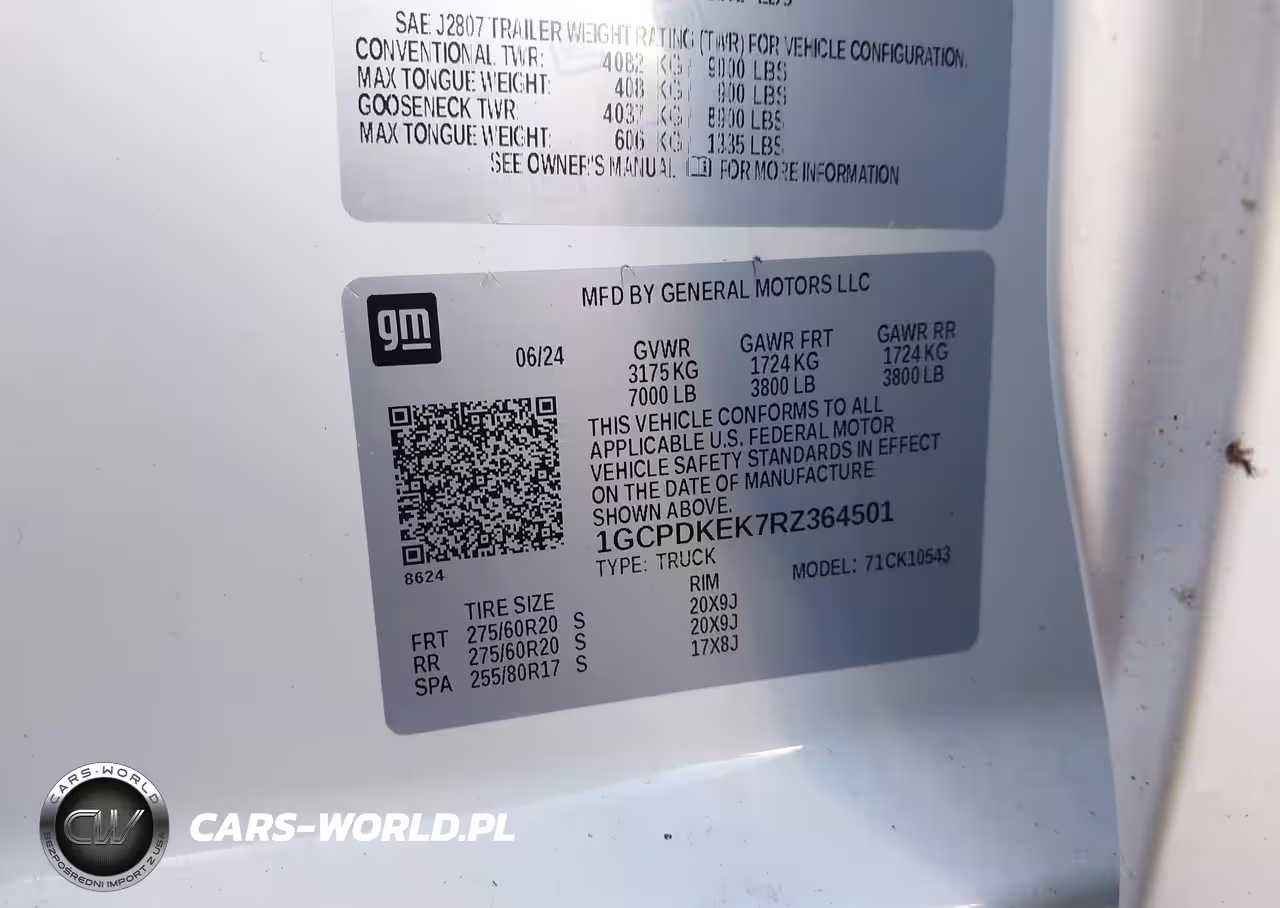 SAE J2807 TRAILER WEIGHT RATING (TWR) FOR VEHICLE CONFIGURATION.
CONVENTIONAL TWR: 4082 KG/ 9000 LBS
MAX TONGUE WEIGHT: 408 KG/ 900 LBS
GOOSENECK TWR: 4037 KG/ 8900 LBS
MAX TONGUE WEIGHT: 606 KG/ 1335 LBS
SEE OWNER'S MANUAL FOR MORE INFORMATION
gm
MFD BY GENERAL MOTORS LLC
06/24 GVWR GAWR FRT GAWR RR
3175 KG 1724 KG 1724 KG
7000 LB 3800 LB 3800 LB
THIS VEHICLE CONFORMS TO ALL
APPLICABLE U.S. FEDERAL MOTOR
VEHICLE SAFETY STANDARDS IN EFFECT
ON THE DATE OF MANUFACTURE
SHOWN ABOVE.
1GCPDKEK7RZ364501
8624
TYPE: TRUCK MODEL: 71CK10543
TIRE SIZE RIM
FRT 275/60R20 S 20X9J
RR 275/60R20 S 20X9J
SPA 255/80R17 S 17X8J
CARS-WORLD
CW
BEZPOŚREDNI IMPORT Z USA
CARS-WORLD.PL